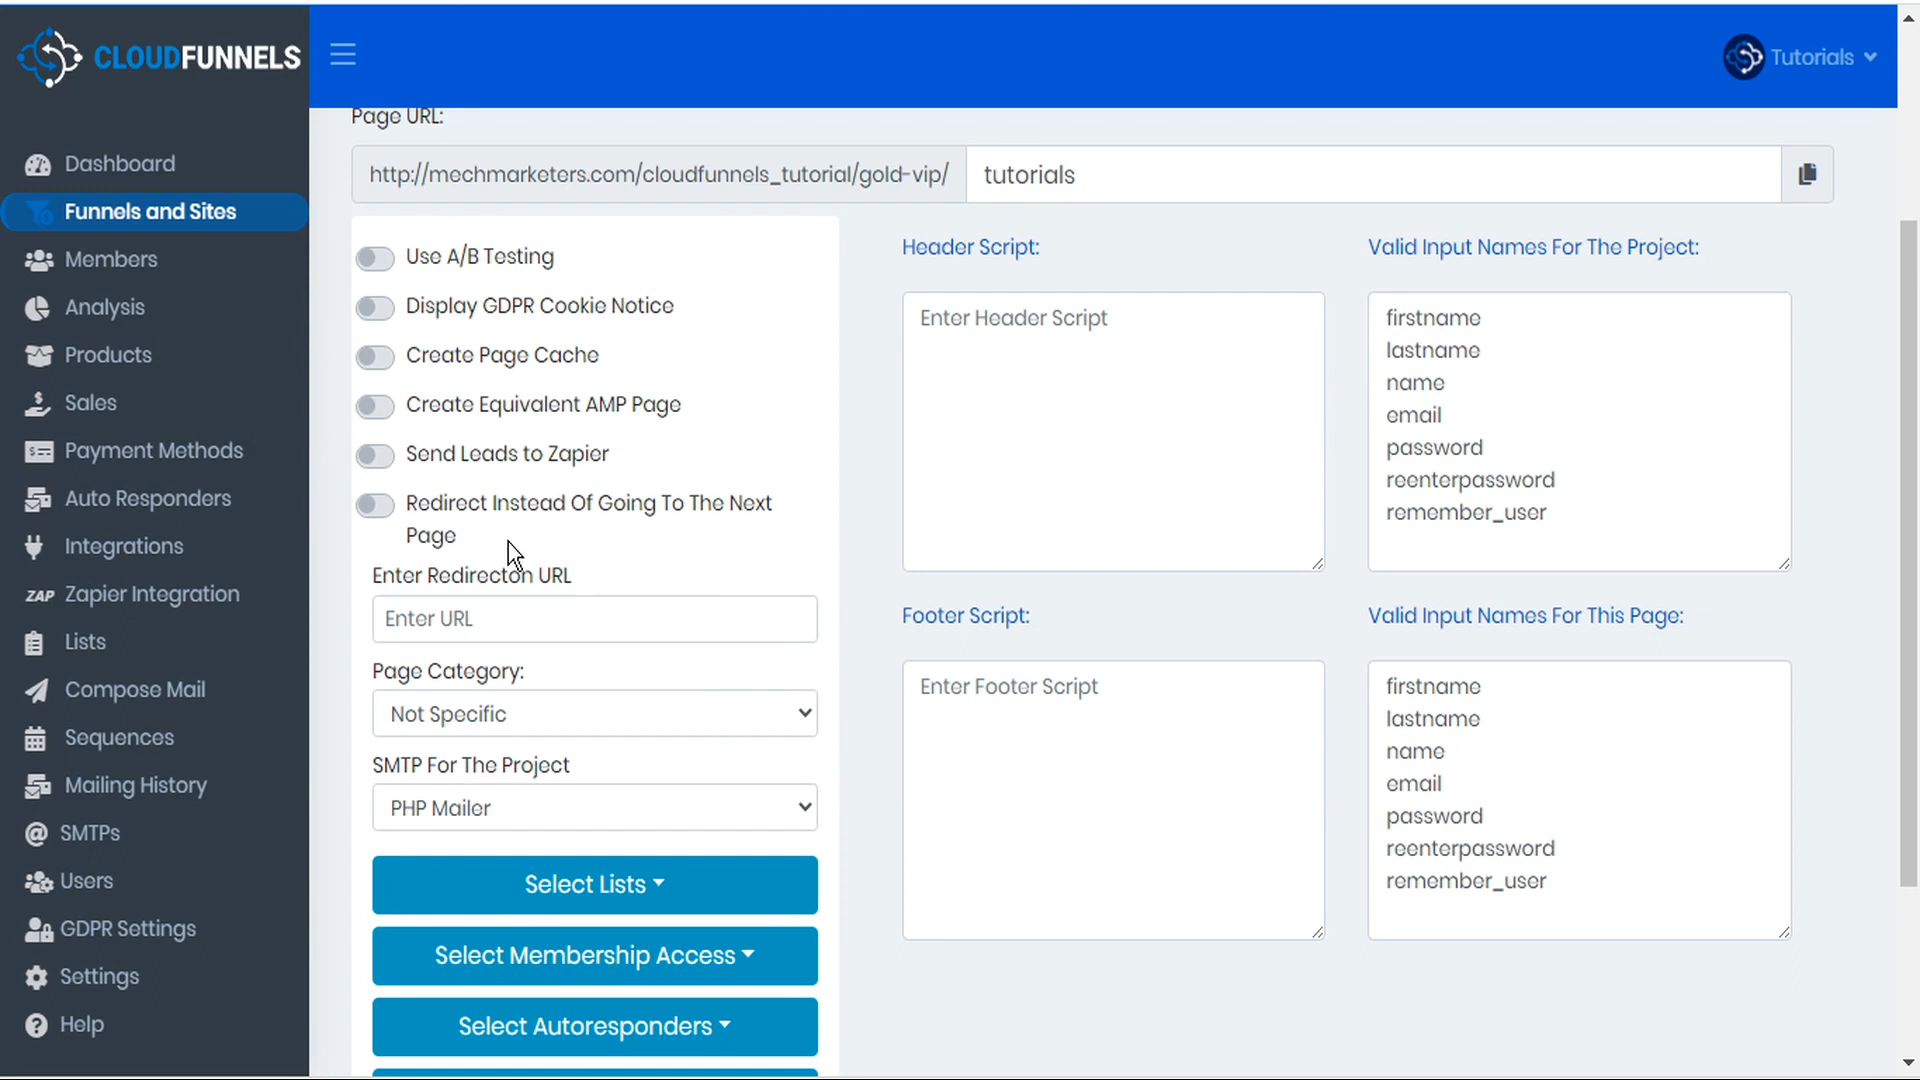 CLOUDFUNNELS
Tutorials
Dashboard
Funnels and Sites
Members
Analysis
Products
Sales
Payment Methods
Auto Responders
Integrations
ZAP Zapier Integration
Lists
Compose Mail
Sequences
Mailing History
SMTPs
Users
GDPR Settings
Settings
Help
Page URL:
http://mechmarketers.com/cloudfunnels_tutorial/gold-vip/ tutorials
Use A/B Testing
Display GDPR Cookie Notice
Create Page Cache
Create Equivalent AMP Page
Send Leads to Zapier
Redirect Instead Of Going To The Next
Page
Enter Redirecton URL
Enter URL
Page Category:
Not Specific
SMTP For The Project
PHP Mailer
Select Lists
Select Membership Access
Select Autoresponders
Header Script:
Enter Header Script
Footer Script:
Enter Footer Script
Valid Input Names For The Project:
firstname
lastname
name
email
password
reenterpassword
remember_user
Valid Input Names For This Page:
firstname
lastname
name
email
password
reenterpassword
remember_user